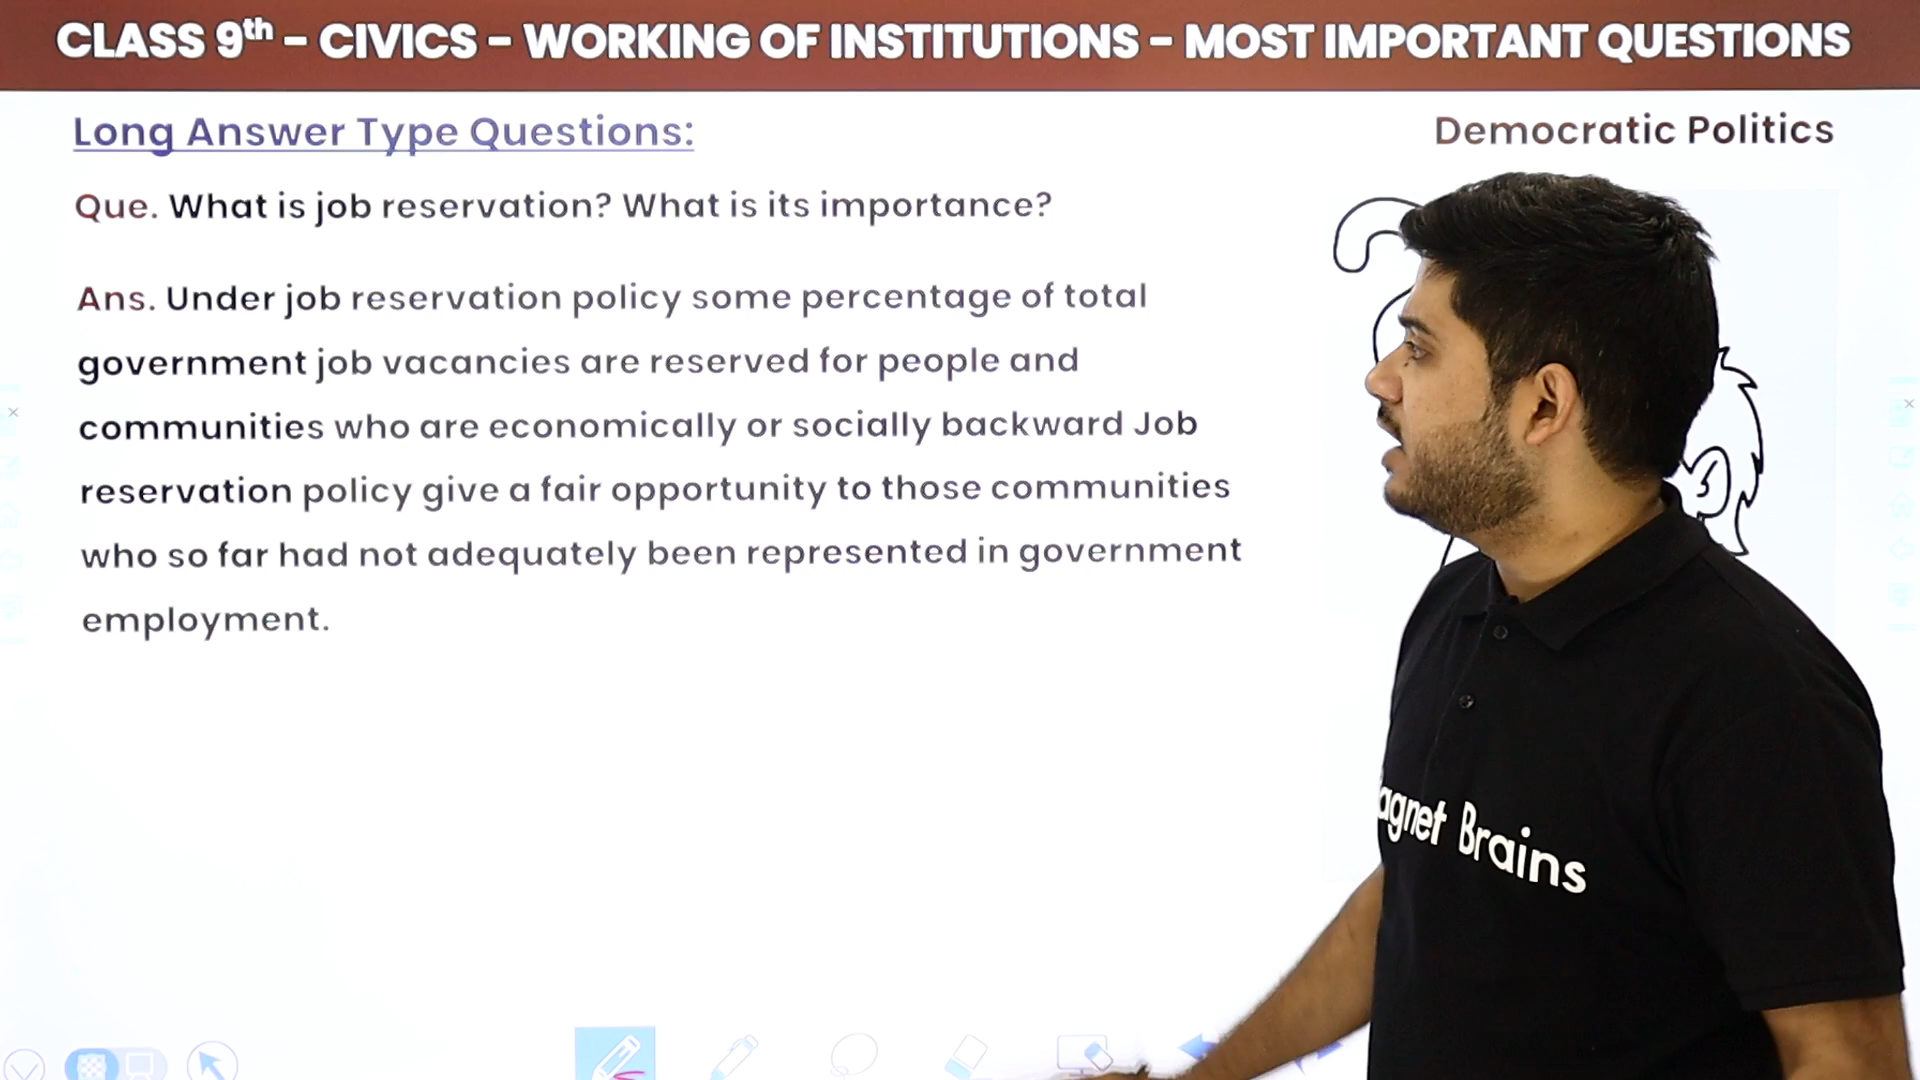 CLASS 9th - CIVICS - WORKING OF INSTITUTIONS - MOST IMPORTANT QUESTIONS
Long Answer Type Questions:
Democratic Politics
Que. What is job reservation? What is its importance?
Ans. Under job reservation policy some percentage of total
government job vacancies are reserved for people and
communities who are economically or socially backward Job
reservation policy give a fair opportunity to those communities
who so far had not adequately been represented in government
employment.
agnet Brains